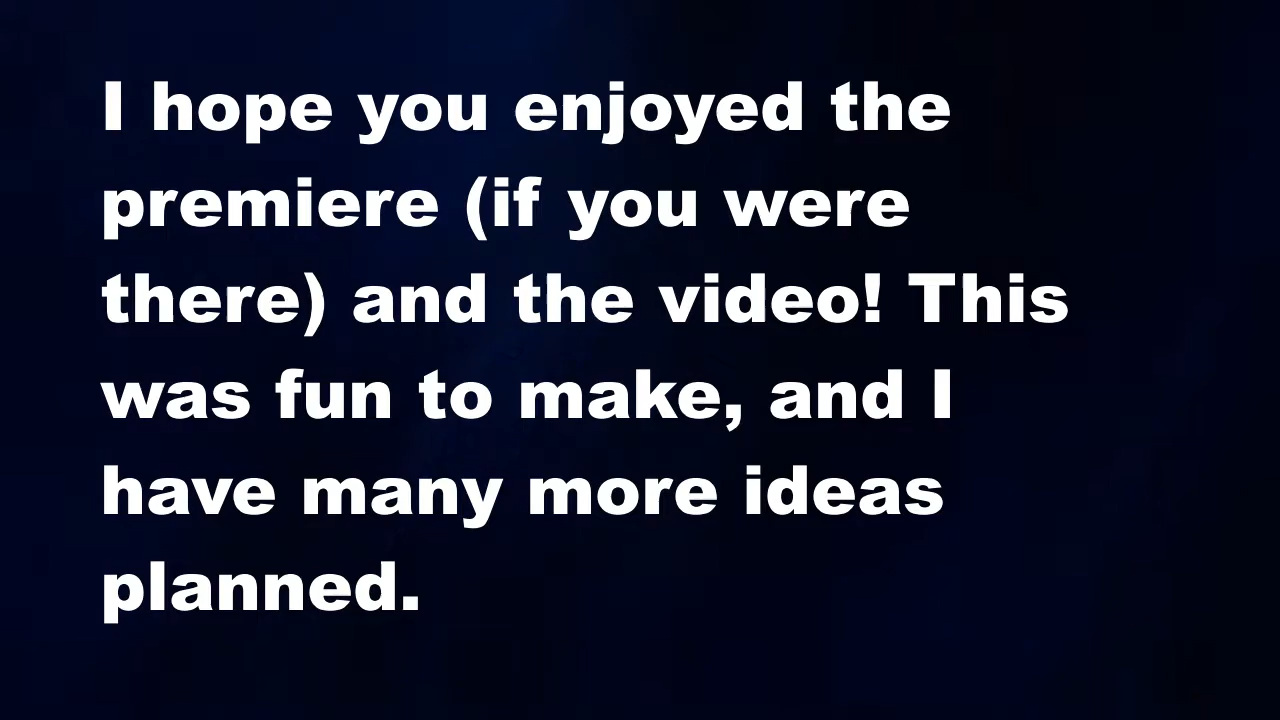 I hope you enjoyed the
premiere (if you were
there) and the video! This
was fun to make, and I
have many more ideas
planned.